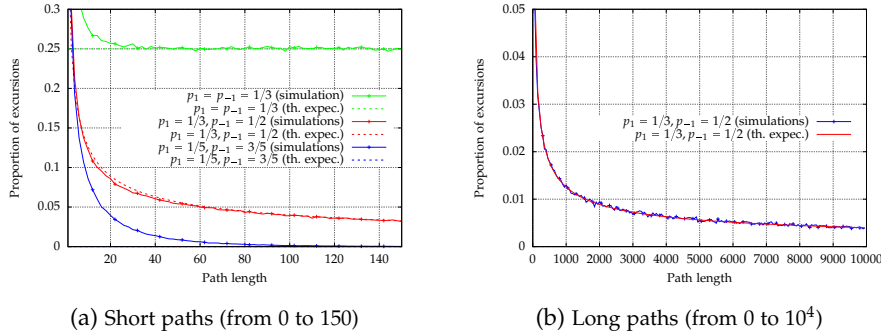 0.3
0.25
0.2
0.15
0.1
0.05
0
Proportion of excursions
p₁ = p₋₁ = 1/3 (simulation)
p₁ = p₋₁ = 1/3 (th. expec.)
p₁ = 1/3, p₋₁ = 1/2 (simulations)
p₁ = 1/3, p₋₁ = 1/2 (th. expec.)
p₁ = 1/5, p₋₁ = 3/5 (simulations)
p₁ = 1/5, p₋₁ = 3/5 (th. expec.)
20 40 60 80 100 120 140
Path length
(a) Short paths (from 0 to 150)
0.05
0.04
0.03
0.02
0.01
0
Proportion of excursions
p₁ = 1/3, p₋₁ = 1/2 (simulations)
p₁ = 1/3, p₋₁ = 1/2 (th. expec.)
0 1000 2000 3000 4000 5000 6000 7000 8000 9000 10000
Path length
(b) Long paths (from 0 to 10⁴)